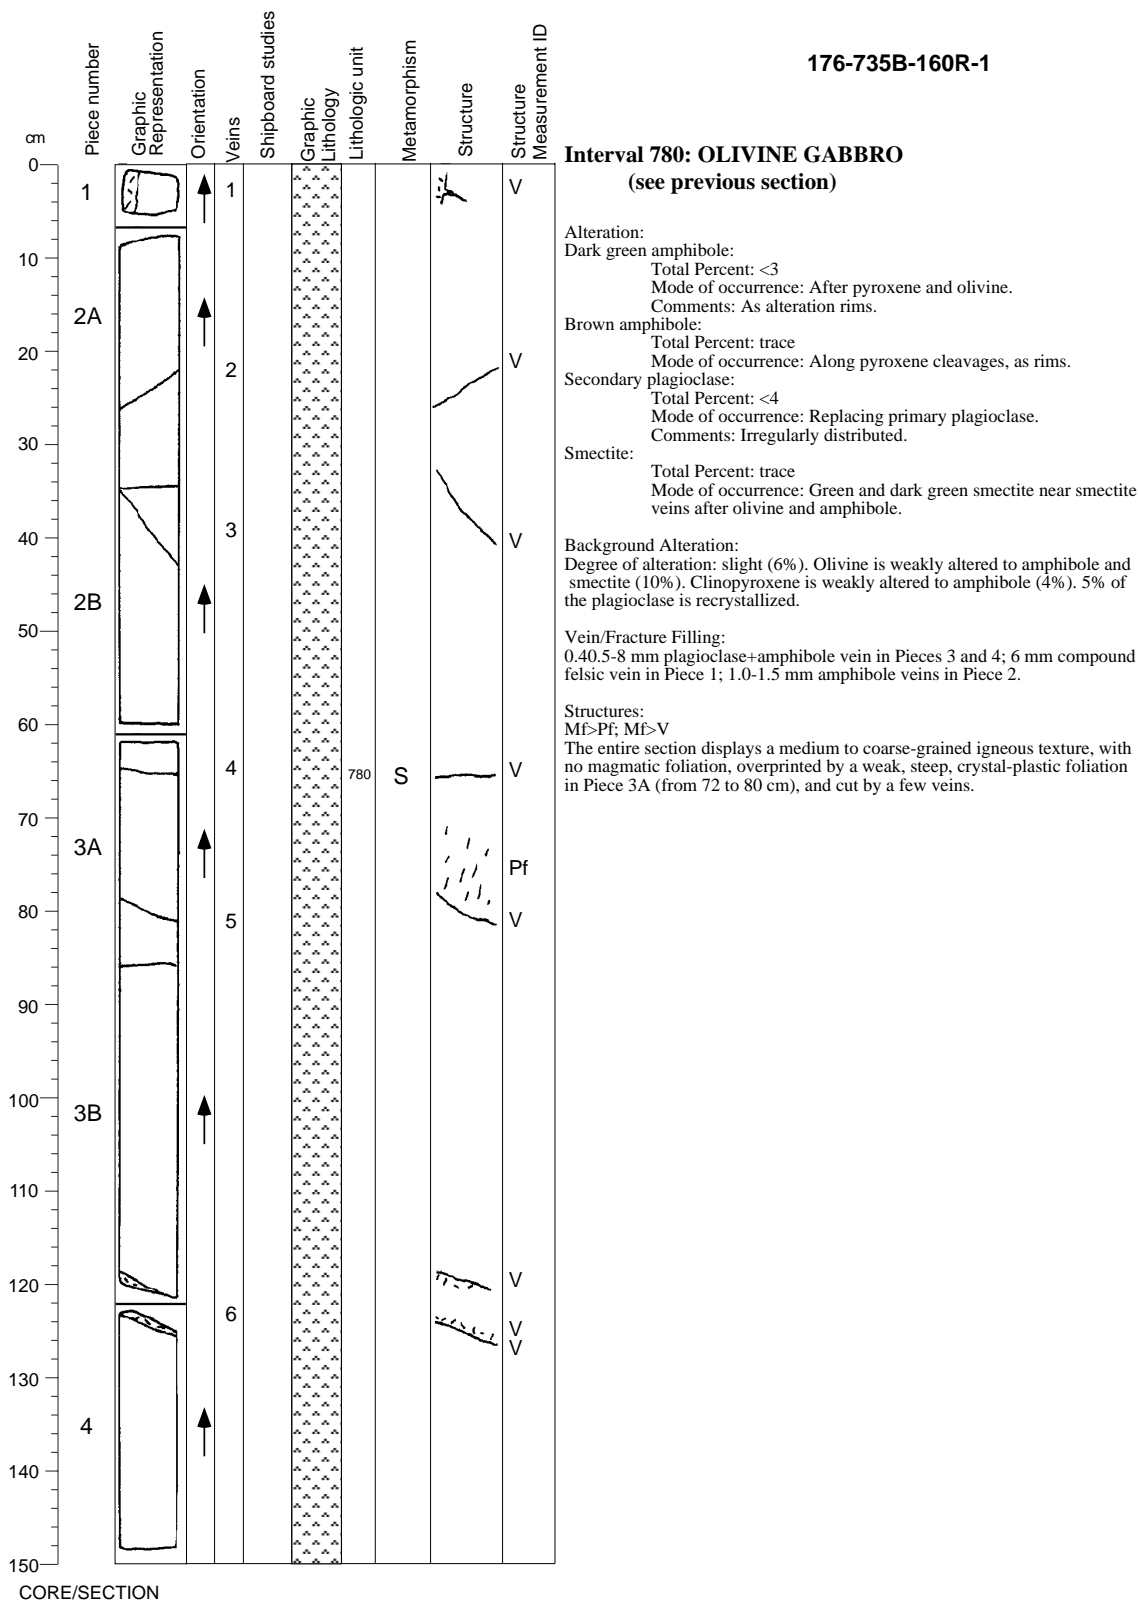 176-735B-160R-1
cm
Piece number
Graphic
Representation
Orientation
Veins
Shipboard studies
Graphic
Lithology
Lithologic unit
Metamorphism
Structure
Structure
Measurement ID
Interval 780: OLIVINE GABBRO
(see previous section)
Alteration:
Dark green amphibole:
Total Percent: <3
Mode of occurrence: After pyroxene and olivine.
Comments: As alteration rims.
Brown amphibole:
Total Percent: trace
Mode of occurrence: Along pyroxene cleavages, as rims.
Secondary plagioclase:
Total Percent: <4
Mode of occurrence: Replacing primary plagioclase.
Comments: Irregularly distributed.
Smectite:
Total Percent: trace
Mode of occurrence: Green and dark green smectite near smectite
veins after olivine and amphibole.
Background Alteration:
Degree of alteration: slight (6%). Olivine is weakly altered to amphibole and
smectite (10%). Clinopyroxene is weakly altered to amphibole (4%). 5% of
the plagioclase is recrystallized.
Vein/Fracture Filling:
0.40.5-8 mm plagioclase+amphibole vein in Pieces 3 and 4; 6 mm compound
felsic vein in Piece 1; 1.0-1.5 mm amphibole veins in Piece 2.
Structures:
Mf>Pf; Mf>V
The entire section displays a medium to coarse-grained igneous texture, with
no magmatic foliation, overprinted by a weak, steep, crystal-plastic foliation
in Piece 3A (from 72 to 80 cm), and cut by a few veins.
0
1 1 V
10
2A
20
2 V
30
3
40 V
2B
50
60
4 780 S V
70
3A
Pf
80 5 V
90
100
3B
110
120 V
6
V
V
130
4
140
150
CORE/SECTION